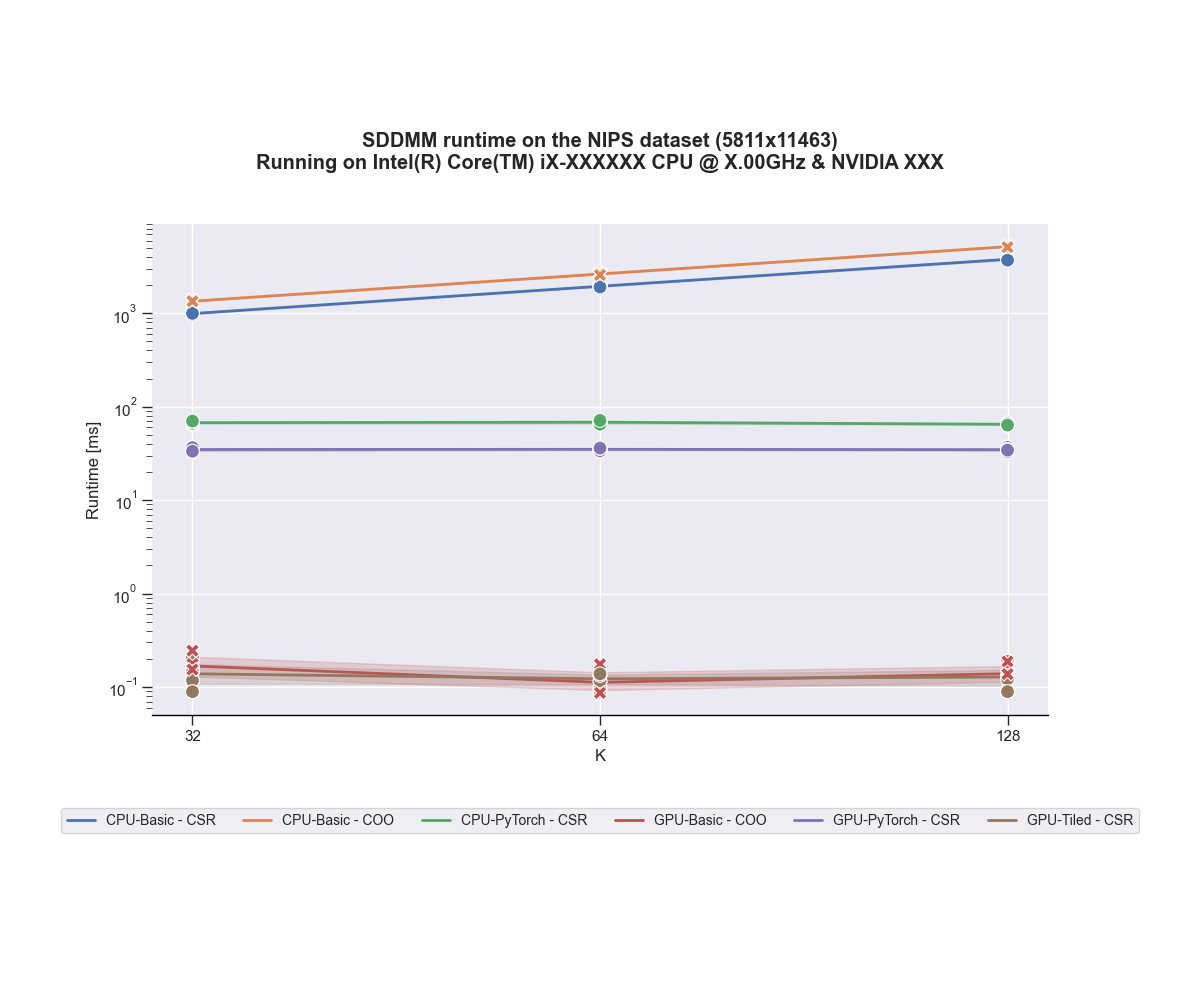 SDDMM runtime on the NIPS dataset (5811x11463)
Running on Intel(R) Core(TM) iX-XXXXXX CPU @ X.00GHz & NVIDIA XXX
Runtime [ms]
10^3
10^2
10^1
10^0
10^-1
32 64 128
K
CPU-Basic - CSR CPU-Basic - COO CPU-PyTorch - CSR GPU-Basic - COO GPU-PyTorch - CSR GPU-Tiled - CSR